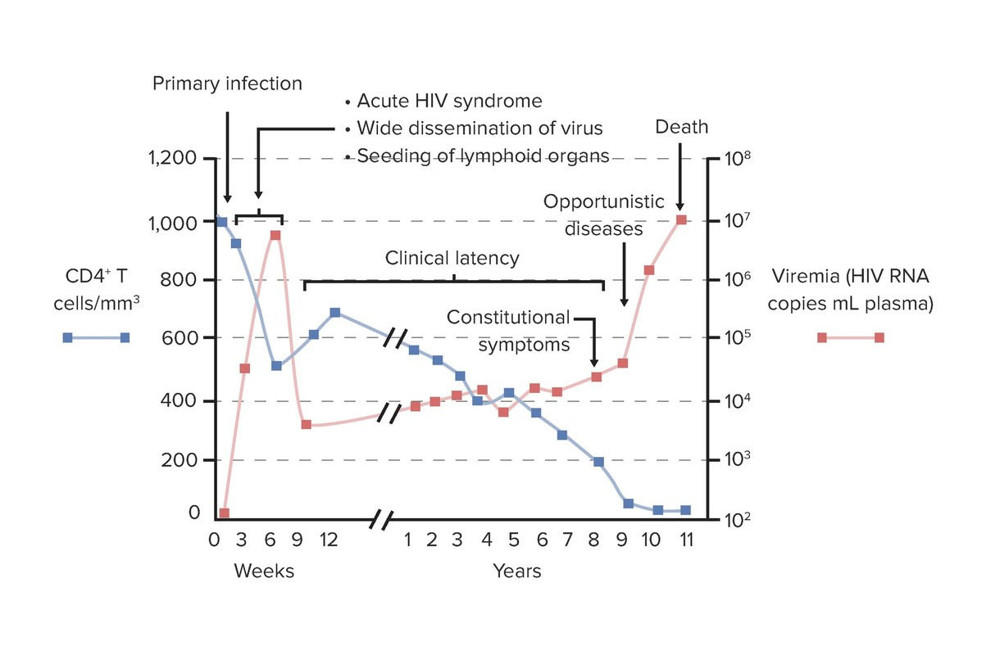 Primary infection
• Acute HIV syndrome
• Wide dissemination of virus
• Seeding of lymphoid organs
Death
1,200
10⁸
Opportunistic
diseases
1,000
10⁷
Clinical latency
CD4⁺ T
cells/mm³
800
10⁶
Viremia (HIV RNA
copies mL plasma)
Constitutional
symptoms
600
10⁵
400
10⁴
200
10³
0
10²
0 3 6 9 12 1 2 3 4 5 6 7 8 9 10 11
Weeks
Years